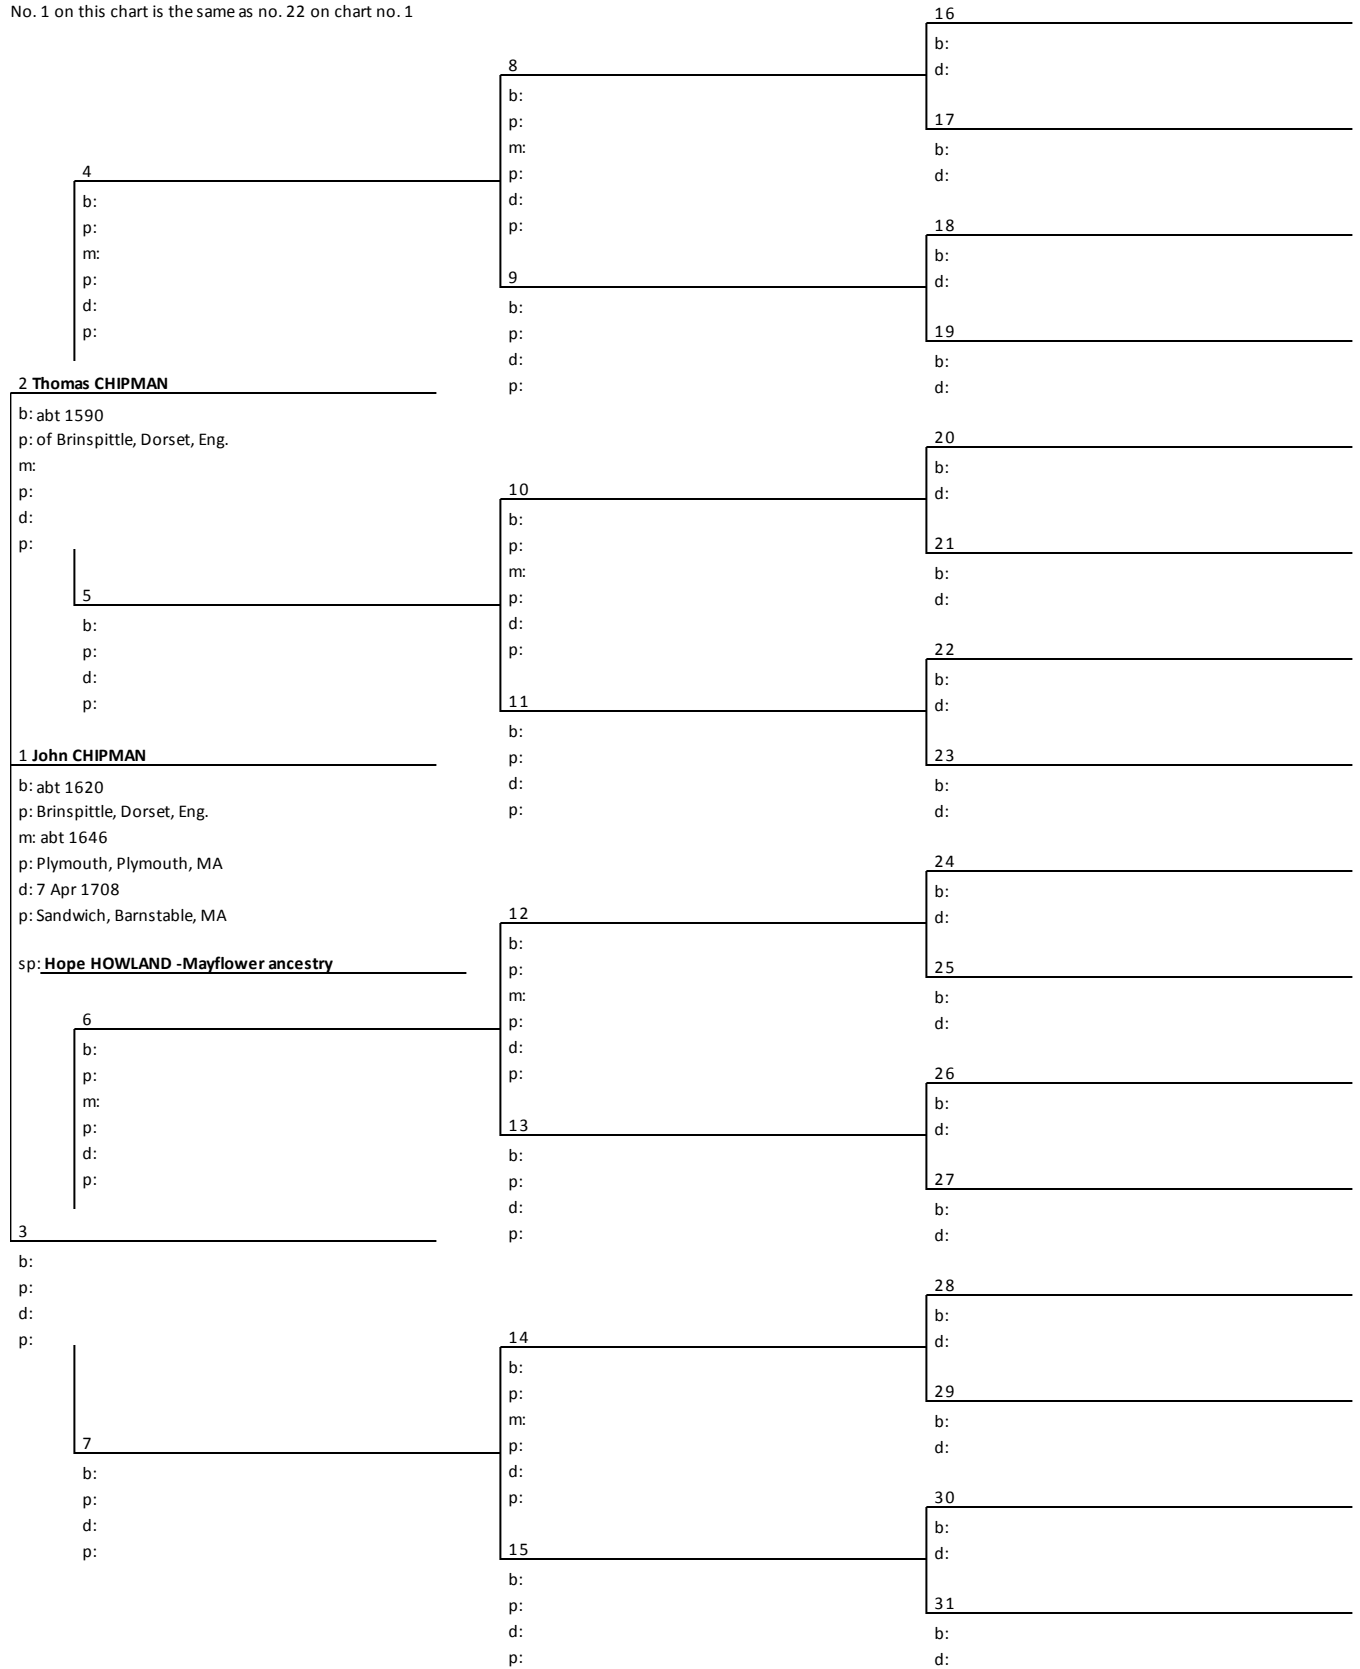 No. 1 on this chart is the same as no. 22 on chart no. 1
16
b:
d:
8
b:
p:
m:
p:
d:
p:
17
b:
d:
4
b:
p:
m:
p:
d:
p:
18
b:
d:
9
b:
p:
d:
p:
19
b:
d:
2 Thomas CHIPMAN
b: abt 1590
p: of Brinspittle, Dorset, Eng.
m:
p:
d:
p:
20
b:
d:
10
b:
p:
m:
p:
d:
p:
21
b:
d:
5
b:
p:
d:
p:
22
b:
d:
11
b:
p:
d:
p:
23
b:
d:
1 John CHIPMAN
b: abt 1620
p: Brinspittle, Dorset, Eng.
m: abt 1646
p: Plymouth, Plymouth, MA
d: 7 Apr 1708
p: Sandwich, Barnstable, MA
sp: Hope HOWLAND -Mayflower ancestry
24
b:
d:
12
b:
p:
m:
p:
d:
p:
25
b:
d:
6
b:
p:
m:
p:
d:
p:
26
b:
d:
13
b:
p:
d:
p:
27
b:
d:
3
b:
p:
d:
p:
28
b:
d:
14
b:
p:
m:
p:
d:
p:
29
b:
d:
7
b:
p:
d:
p:
30
b:
d:
15
b:
p:
d:
p:
31
b:
d: